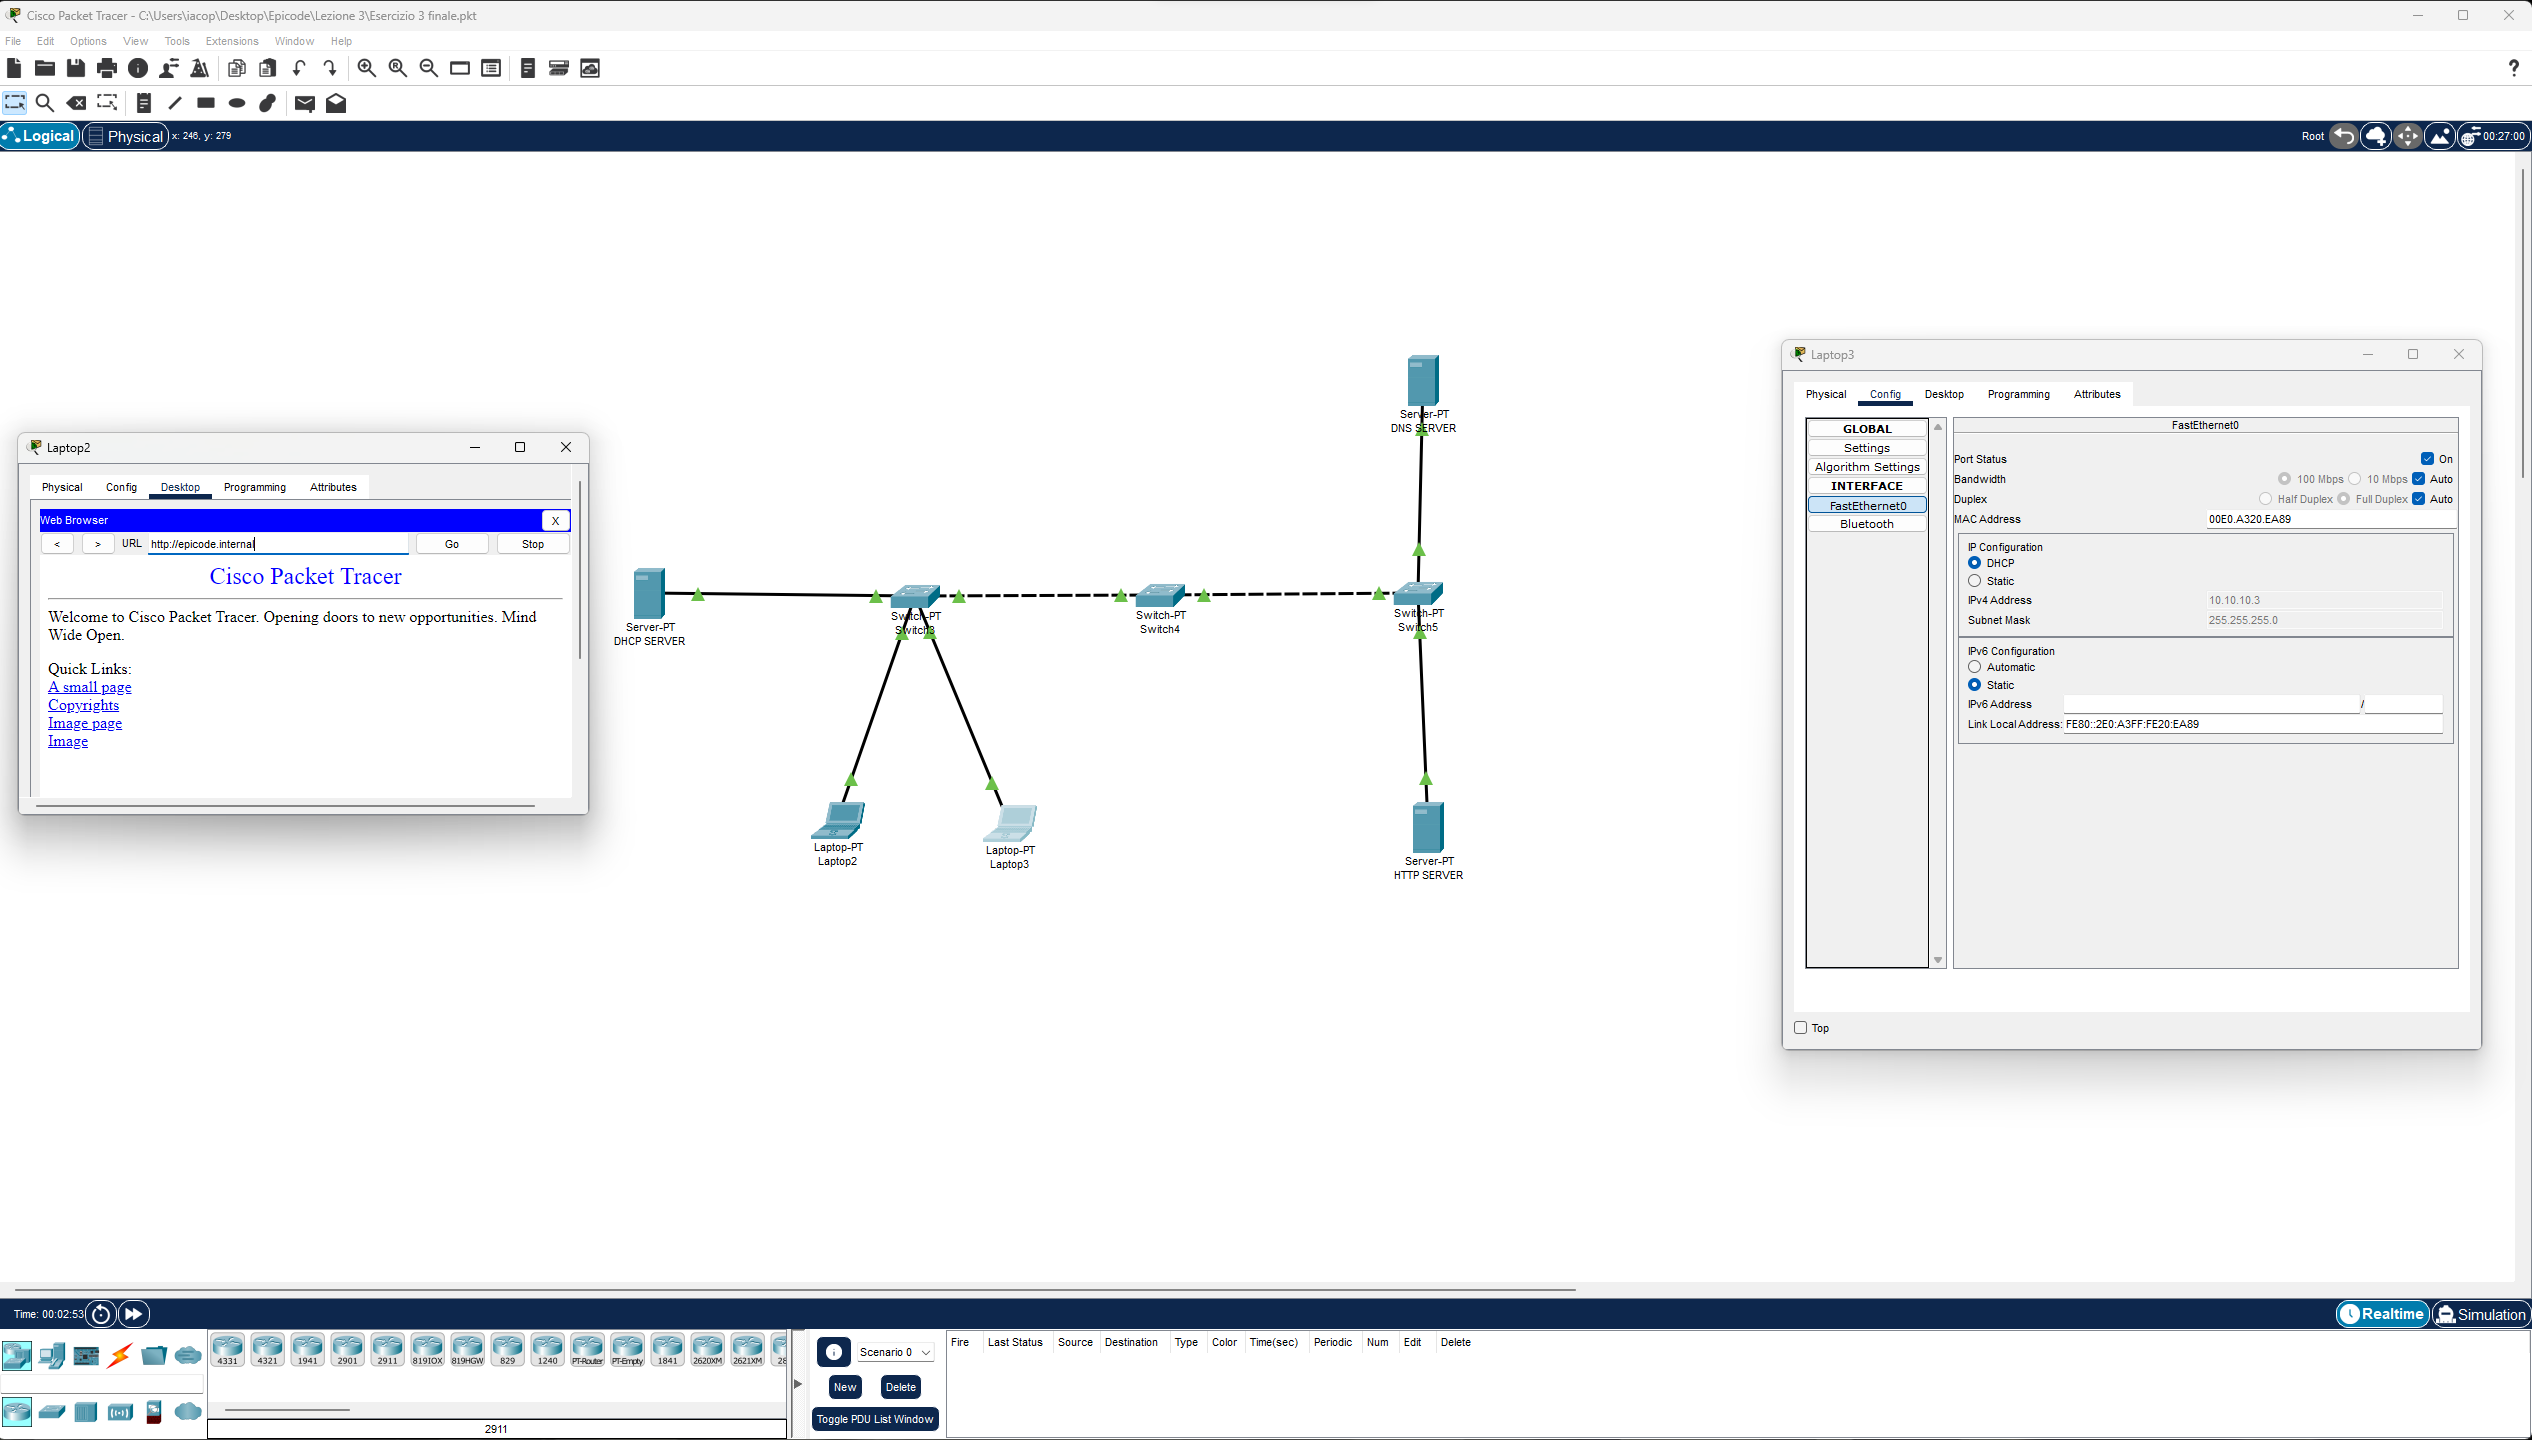 Cisco Packet Tracer - C:\Users\iacop\Desktop\Epicode\Lezione 3\Esercizio 3 finale.pkt
File Edit Options View Tools Extensions Window Help
?
Logical Physical x: 246, y: 279 Root 00:27:00
Server-PT
DNS SERVER
Server-PT
DHCP SERVER
Switch-PT
Switch3
Switch-PT
Switch4
Switch-PT
Switch5
Laptop-PT
Laptop2
Laptop-PT
Laptop3
Server-PT
HTTP SERVER
Laptop2
Physical Config Desktop Programming Attributes
Web Browser X
< > URL http://epicode.internal Go Stop
Cisco Packet Tracer
Welcome to Cisco Packet Tracer. Opening doors to new opportunities. Mind
Wide Open.
Quick Links:
A small page
Copyrights
Image page
Image
Laptop3
Physical Config Desktop Programming Attributes
GLOBAL
Settings
Algorithm Settings
INTERFACE
FastEthernet0
Bluetooth
FastEthernet0
Port Status On
Bandwidth 100 Mbps 10 Mbps Auto
Duplex Half Duplex Full Duplex Auto
MAC Address 00E0.A320.EA89
IP Configuration
DHCP
Static
IPv4 Address 10.10.10.3
Subnet Mask 255.255.255.0
IPv6 Configuration
Automatic
Static
IPv6 Address /
Link Local Address: FE80::2E0:A3FF:FE20:EA89
Top
Time: 00:02:53 Realtime Simulation
4331 4321 1941 2901 2911 819IOX 819HGW 829 1240 PT-Router PT-Empty 1841 2620XM 2621XM 28
2911
Scenario 0
New Delete
Toggle PDU List Window
Fire Last Status Source Destination Type Color Time(sec) Periodic Num Edit Delete